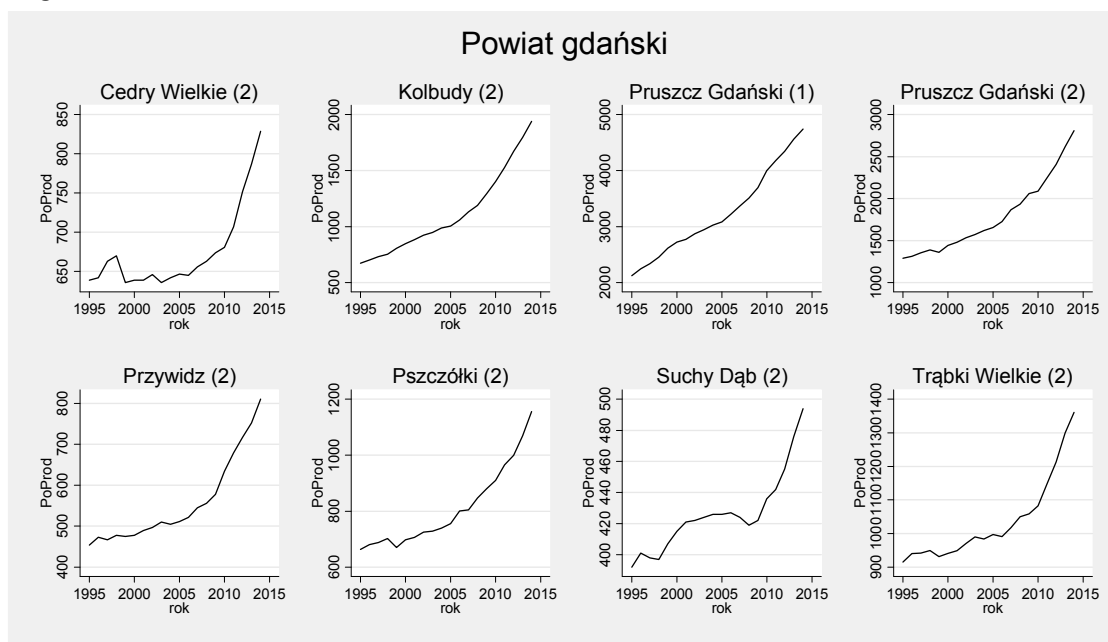 Powiat gdański
Cedry Wielkie (2)
PoProd
650 700 750 800 850
1995 2000 2005 2010 2015
rok
Kolbudy (2)
PoProd
500 1000 1500 2000
1995 2000 2005 2010 2015
rok
Pruszcz Gdański (1)
PoProd
2000 3000 4000 5000
1995 2000 2005 2010 2015
rok
Pruszcz Gdański (2)
PoProd
1000 1500 2000 2500 3000
1995 2000 2005 2010 2015
rok
Przywidz (2)
PoProd
400 500 600 700 800
1995 2000 2005 2010 2015
rok
Pszczółki (2)
PoProd
600 800 1000 1200
1995 2000 2005 2010 2015
rok
Suchy Dąb (2)
PoProd
400 420 440 460 480 500
1995 2000 2005 2010 2015
rok
Trąbki Wielkie (2)
PoProd
900 1000 1100 1200 1300 1400
1995 2000 2005 2010 2015
rok